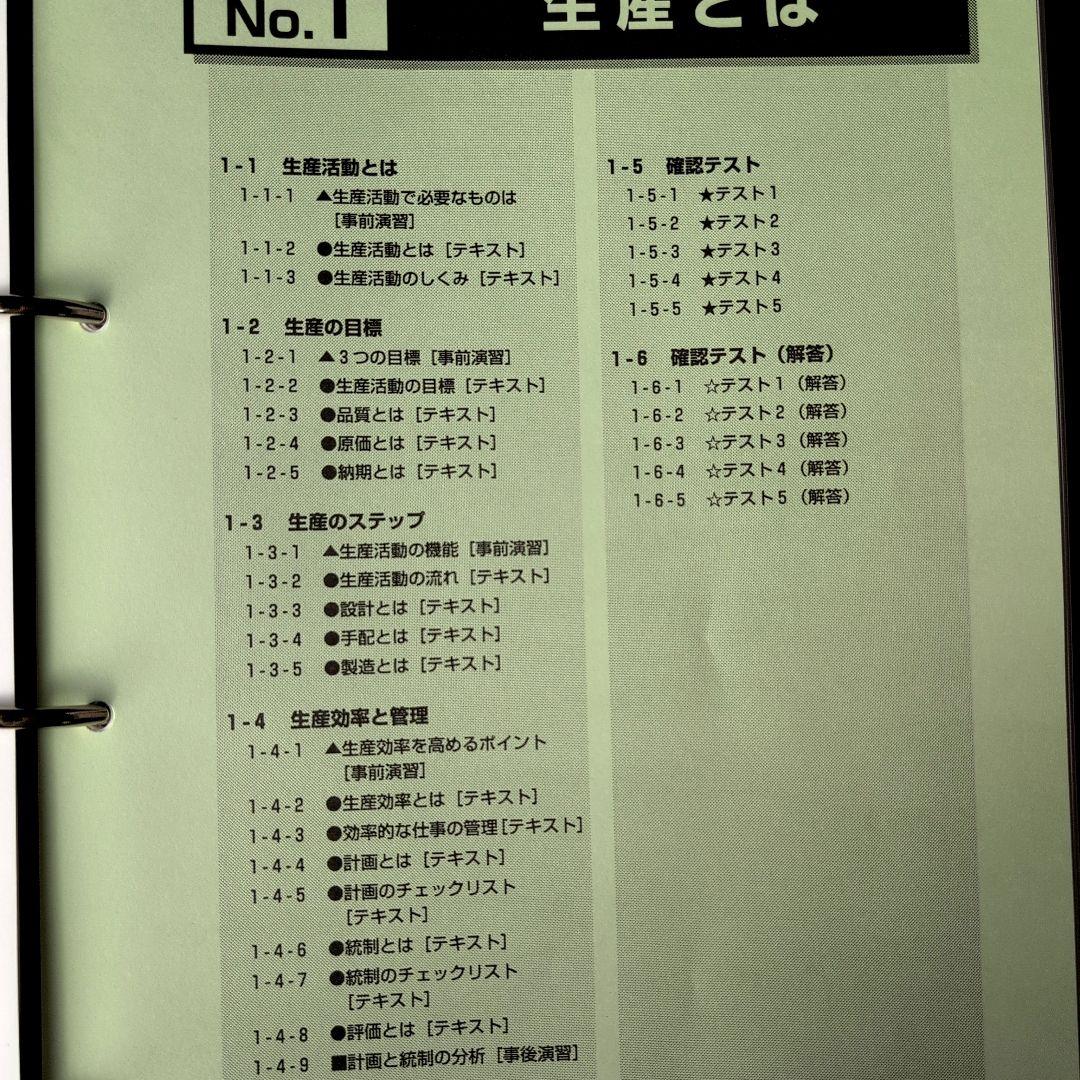 No.1 生産とは
1-1 生産活動とは
1-1-1 ▲生産活動で必要なものは
[事前演習]
1-1-2 ●生産活動とは [テキスト]
1-1-3 ●生産活動のしくみ [テキスト]
1-2 生産の目標
1-2-1 ▲3つの目標 [事前演習]
1-2-2 ●生産活動の目標 [テキスト]
1-2-3 ●品質とは [テキスト]
1-2-4 ●原価とは [テキスト]
1-2-5 ●納期とは [テキスト]
1-3 生産のステップ
1-3-1 ▲生産活動の機能 [事前演習]
1-3-2 ●生産活動の流れ [テキスト]
1-3-3 ●設計とは [テキスト]
1-3-4 ●手配とは [テキスト]
1-3-5 ●製造とは [テキスト]
1-4 生産効率と管理
1-4-1 ▲生産効率を高めるポイント
[事前演習]
1-4-2 ●生産効率とは [テキスト]
1-4-3 ●効率的な仕事の管理 [テキスト]
1-4-4 ●計画とは [テキスト]
1-4-5 ●計画のチェックリスト
[テキスト]
1-4-6 ●統制とは [テキスト]
1-4-7 ●統制のチェックリスト
[テキスト]
1-4-8 ●評価とは [テキスト]
1-4-9 ■計画と統制の分析 [事後演習]
1-5 確認テスト
1-5-1 ★テスト1
1-5-2 ★テスト2
1-5-3 ★テスト3
1-5-4 ★テスト4
1-5-5 ★テスト5
1-6 確認テスト(解答)
1-6-1 ☆テスト1(解答)
1-6-2 ☆テスト2(解答)
1-6-3 ☆テスト3(解答)
1-6-4 ☆テスト4(解答)
1-6-5 ☆テスト5(解答)